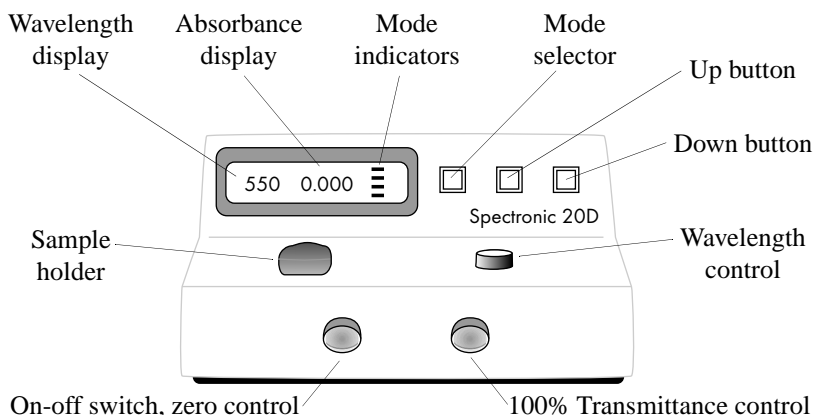 Wavelength
display
Absorbance
display
Mode
indicators
Mode
selector
Up button
Down button
550 0.000
Spectronic 20D
Sample
holder
Wavelength
control
On-off switch, zero control
100% Transmittance control